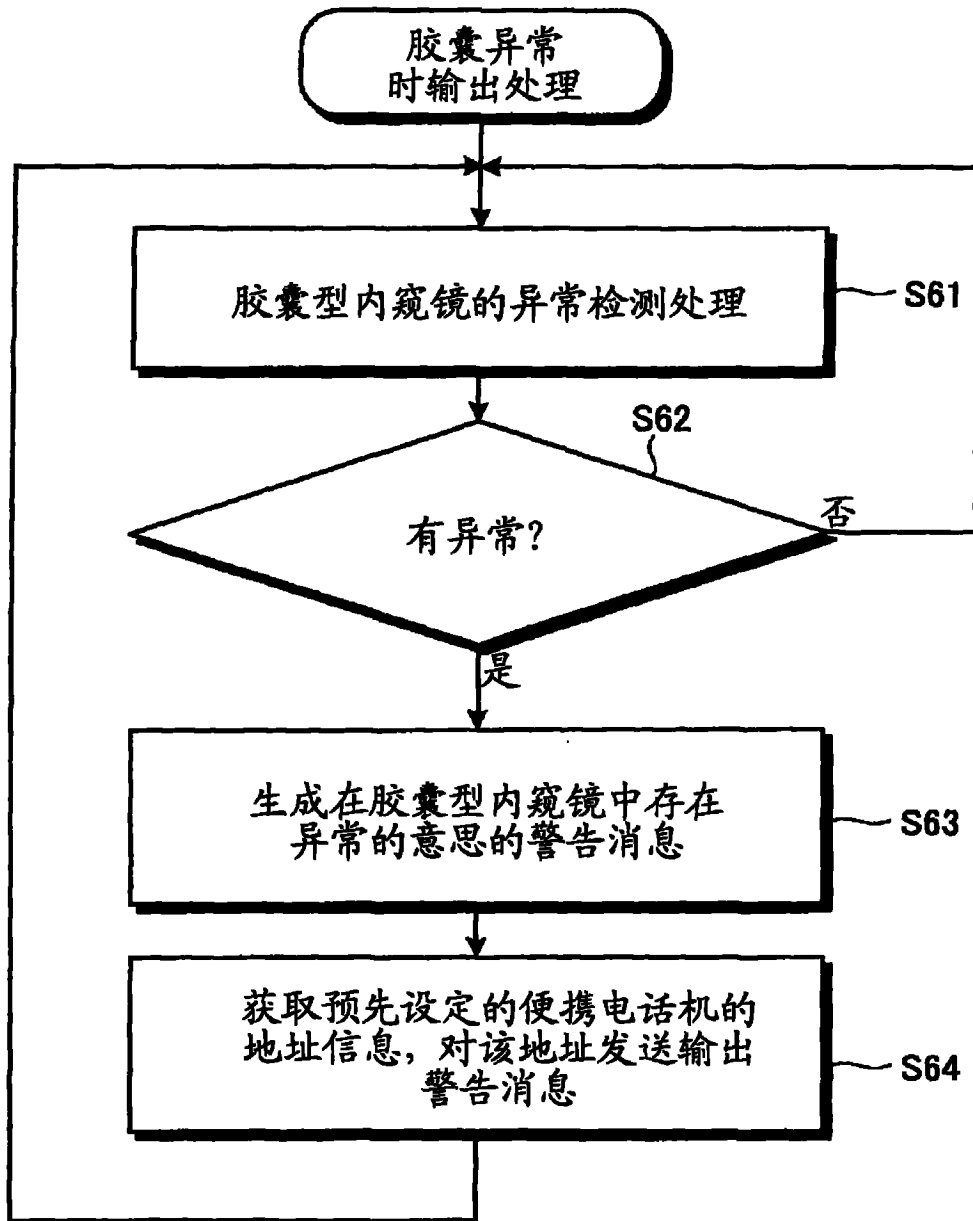 胶囊异常
时输出处理
胶囊型内窥镜的异常检测处理
S61
S62
有异常?
否
是
生成在胶囊型内窥镜中存在
异常的意思的警告消息
S63
获取预先设定的便携电话机的
地址信息，对该地址发送输出
警告消息
S64